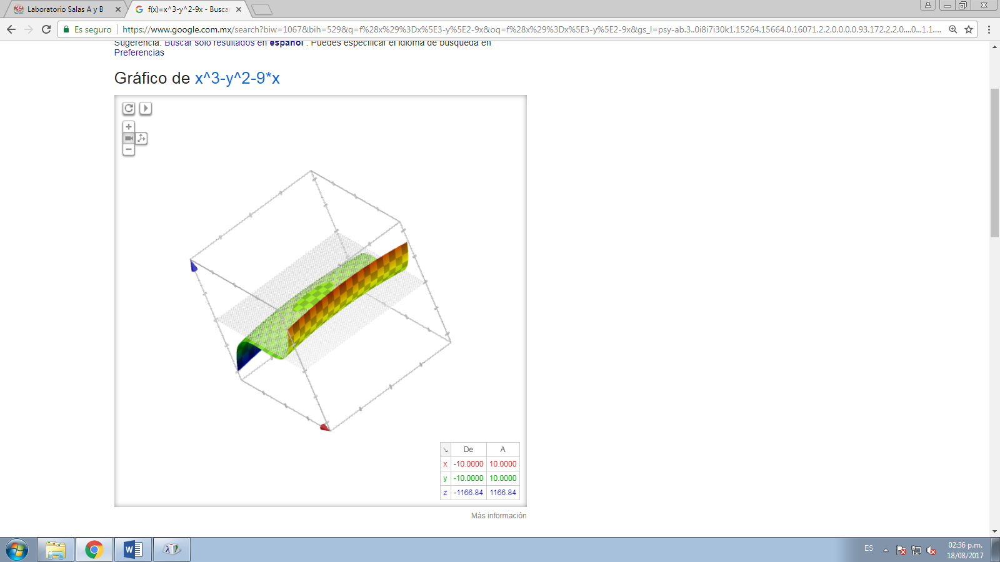 Laboratorio Salas A y B
f(x)=x^3-y^2-9x - Busca
Es seguro
https://www.google.com.mx/search?biw=1067&bih=529&q=f%28x%29%3Dx%5E3-y%5E2-9x&oq=f%28x%29%3Dx%5E3-y%5E2-9x&gs_l=psy-ab.3..0i8i7i30k1.15264.15664.0.16071.2.2.0.0.0.0.93.172.2.2.0....0...1.1....
Sugerencia: Buscar solo resultados en español . Puedes especificar el idioma de búsqueda en
Preferencias
Gráfico de x^3-y^2-9*x
De A
x -10.0000 10.0000
y -10.0000 10.0000
z -1166.84 1166.84
Más información
ES
02:36 p.m.
18/08/2017